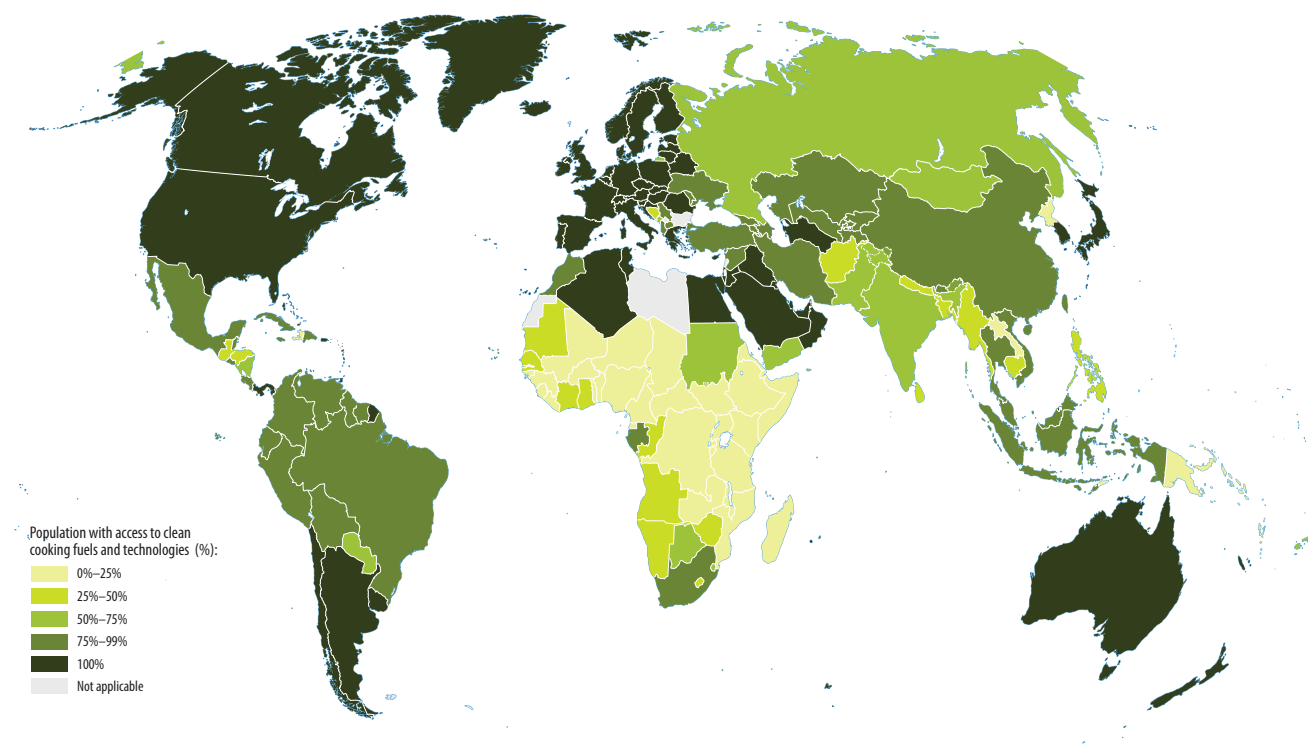 Population with access to clean
cooking fuels and technologies (%):
0%–25%
25%–50%
50%–75%
75%–99%
100%
Not applicable